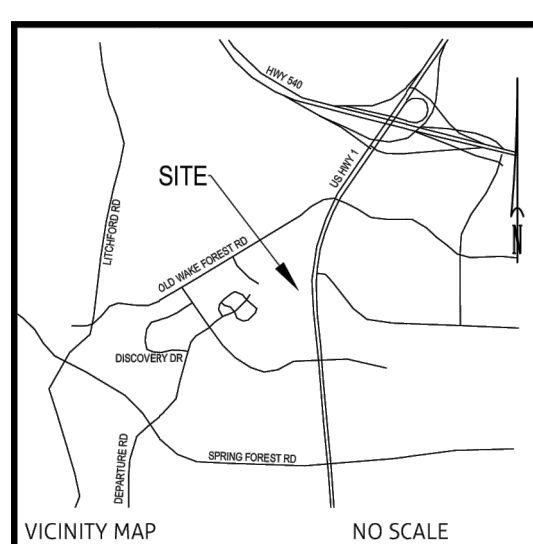 HWY 540
US HWY 1
SITE
LITCHFORD RD
OLD WAKE FOREST RD
N
DISCOVERY DR
DEPARTURE RD
SPRING FOREST RD
VICINITY MAP
NO SCALE